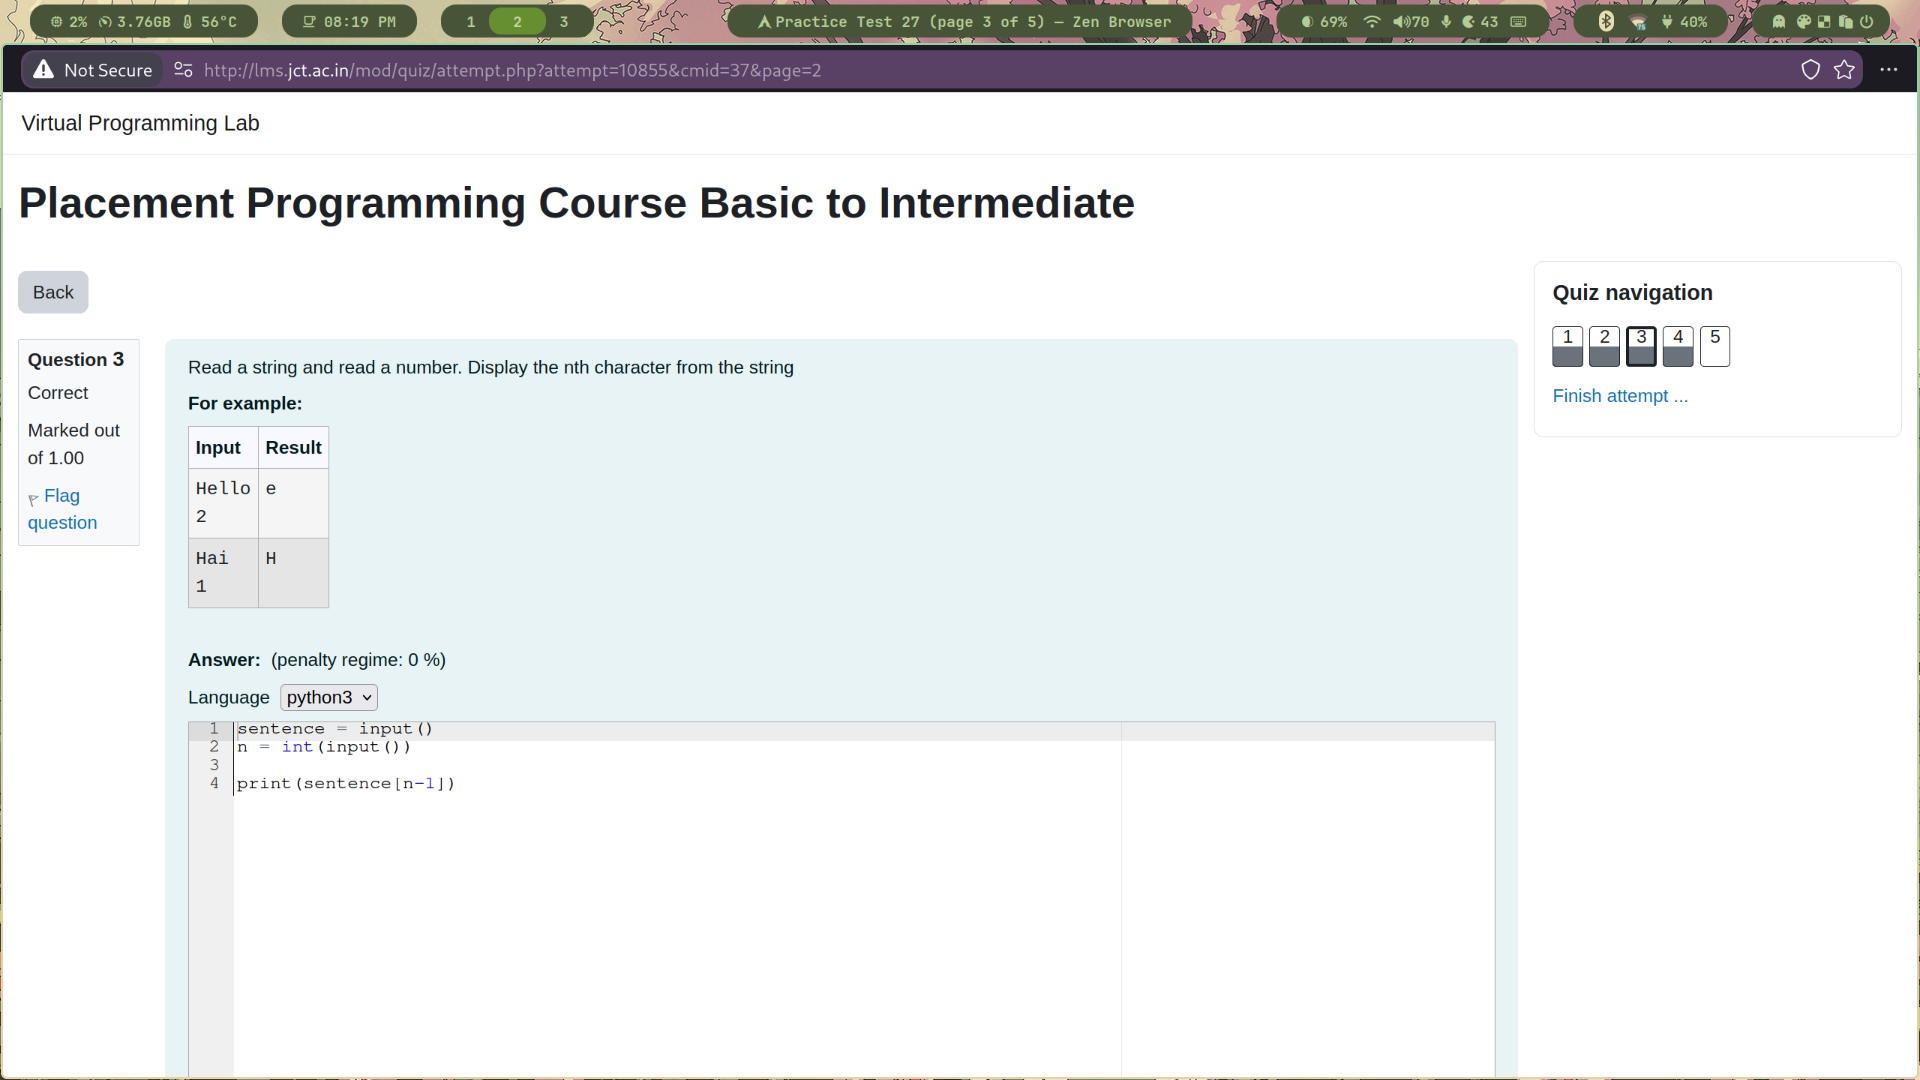 2% 3.76GB 56°C 08:19 PM 1 2 3 Practice Test 27 (page 3 of 5) — Zen Browser 69% 70 43 40%
Not Secure http://lms.jct.ac.in/mod/quiz/attempt.php?attempt=10855&cmid=37&page=2
Virtual Programming Lab
Placement Programming Course Basic to Intermediate
Back
Question 3
Correct
Marked out
of 1.00
Flag
question
Read a string and read a number. Display the nth character from the string
For example:
Input Result
Hello e
2
Hai H
1
Answer: (penalty regime: 0 %)
Language python3
1 sentence = input()
2 n = int(input())
3
4 print(sentence[n-1])
Quiz navigation
1 2 3 4 5
Finish attempt ...